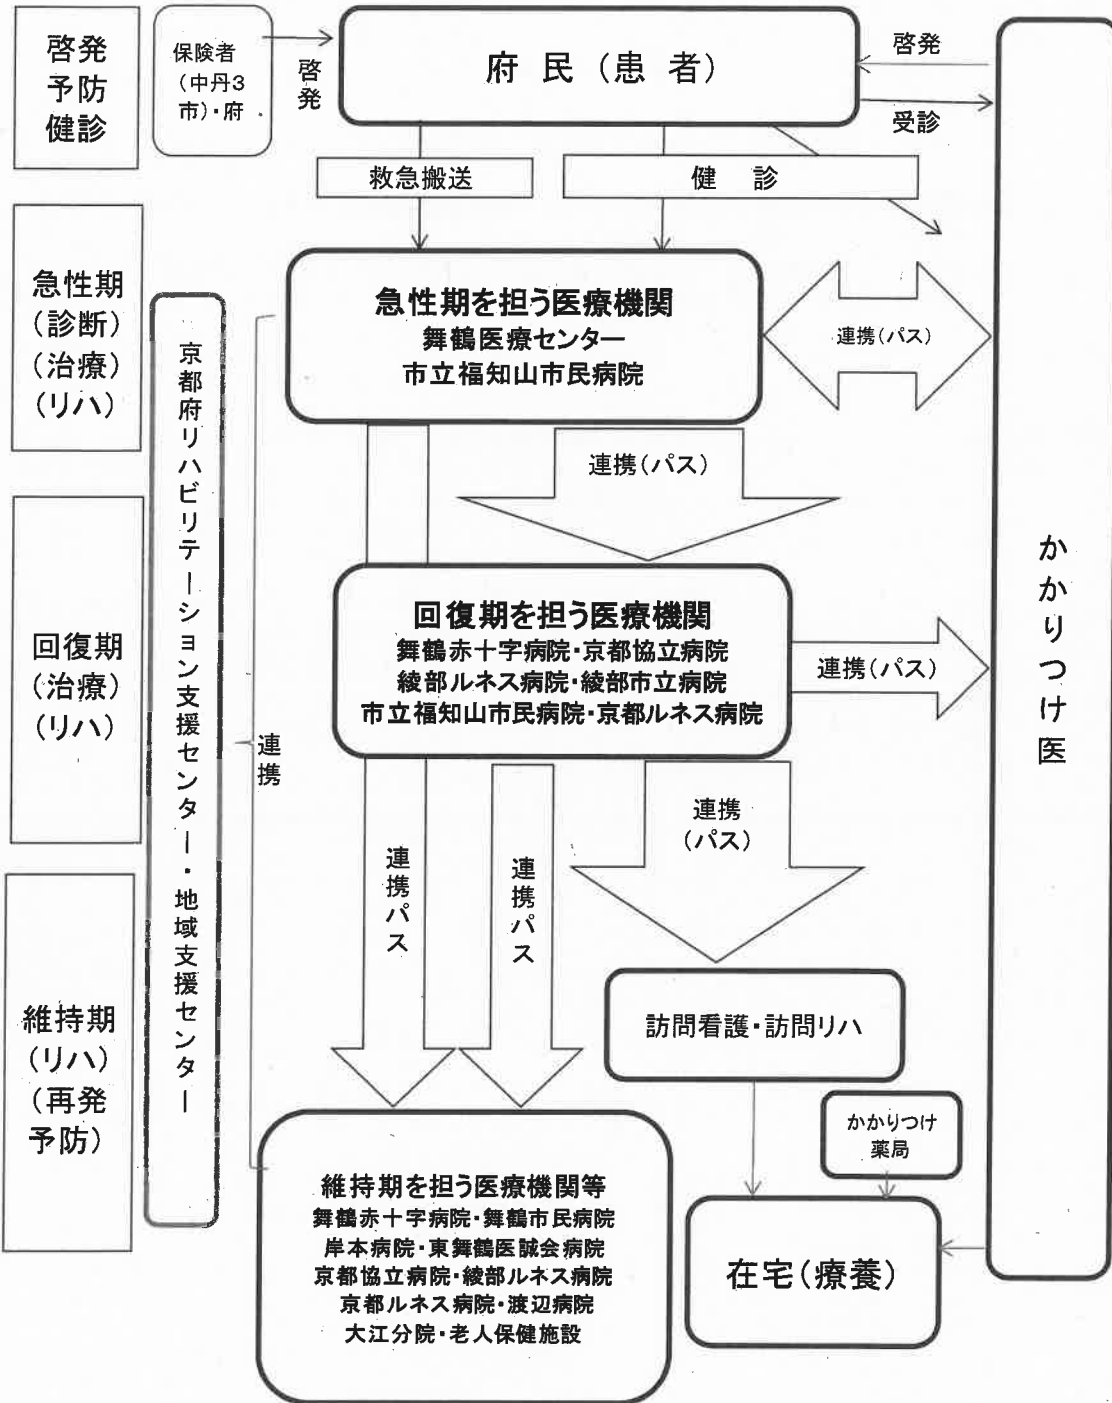 啓発
予防
健診
保険者
(中丹3
市)・府
啓発
府民(患者)
啓発
受診
救急搬送
健診
急性期
(診断)
(治療)
(リハ)
京都府リハビリテーション支援センター・地域支援センター
急性期を担う医療機関
舞鶴医療センター
市立福知山市民病院
連携(パス)
連携(パス)
かかりつけ医
回復期
(治療)
(リハ)
連携
回復期を担う医療機関
舞鶴赤十字病院・京都協立病院
綾部ルネス病院・綾部市立病院
市立福知山市民病院・京都ルネス病院
連携(パス)
連携パス
連携パス
連携
(パス)
維持期
(リハ)
(再発
予防)
訪問看護・訪問リハ
かかりつけ
薬局
維持期を担う医療機関等
舞鶴赤十字病院・舞鶴市民病院
岸本病院・東舞鶴医誠会病院
京都協立病院・綾部ルネス病院
京都ルネス病院・渡辺病院
大江分院・老人保健施設
在宅(療養)